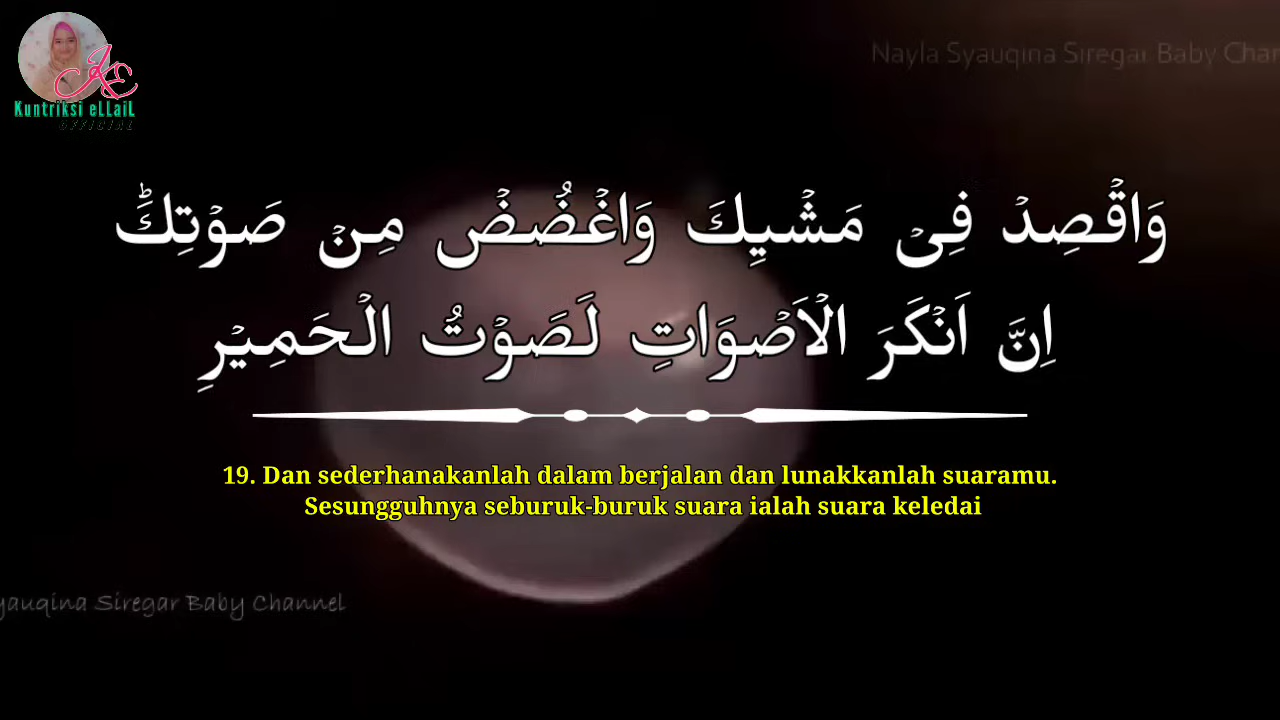 Kuntriksi eLLaiL
OFFICIAL
Nayla Syauqina Siregar Baby Chan
وَاقْصِدْ فِيْ مَشْيِكَ وَاغْضُضْ مِنْ صَوْتِكَۗ
اِنَّ اَنْكَرَ الْاَصْوَاتِ لَصَوْتُ الْحَمِيْرِ
19. Dan sederhanakanlah dalam berjalan dan lunakkanlah suaramu.
Sesungguhnya seburuk-buruk suara ialah suara keledai
yauqina Siregar Baby Channel